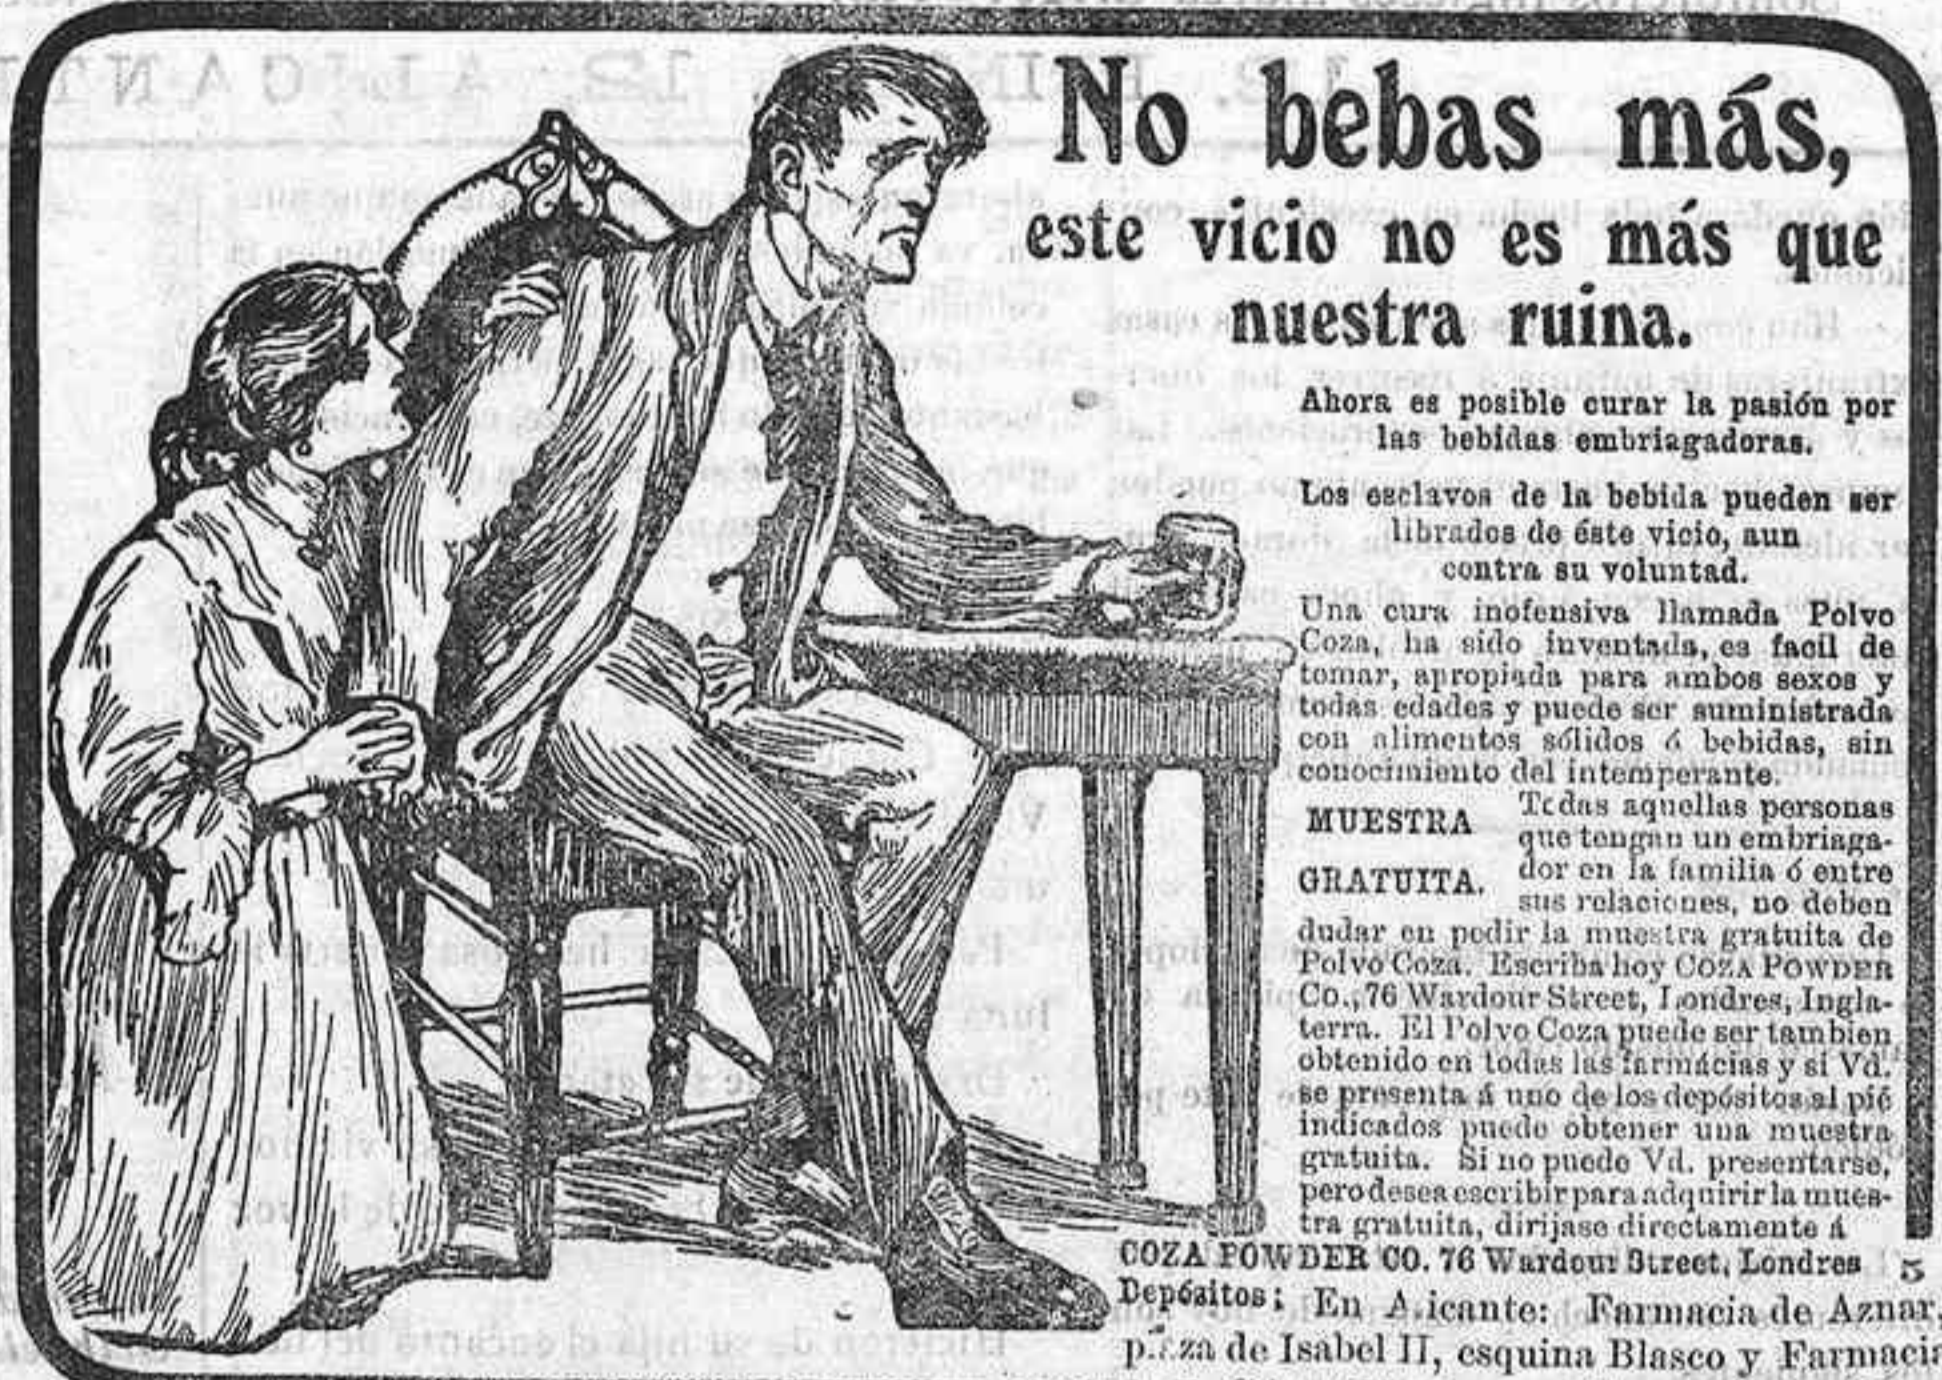 No bebas más,
este vicio no es más que
nuestra ruina.
Ahora es posible curar la pasión por
las bebidas embriagadoras.
Los esclavos de la bebida pueden ser
librados de éste vicio, aun
contra su voluntad.
Una cura inofensiva llamada Polvo
Coza, ha sido inventada, es facil de
tomar, apropiada para ambos sexos y
todas edades y puede ser suministrada
con alimentos sólidos ó bebidas, sin
conocimiento del intemperante.
MUESTRA
GRATUITA.
Todas aquellas personas
que tengan un embriaga-
dor en la familia ó entre
sus relaciones, no deben
dudar en pedir la muestra gratuita de
Polvo Coza. Escriba hoy COZA POWDER
Co., 76 Wardour Street, Londres, Ingla-
terra. El Polvo Coza puede ser tambien
obtenido en todas las farmácias y si Vd.
se presenta á uno de los depósitos al pié
indicados puede obtener una muestra
gratuita. Si no puede Vd. presentarse,
pero desea escribir para adquirir la mues-
tra gratuita, dirijase directamente á
COZA POWDER CO. 76 Wardour Street, Londres 5
Depósitos: En Alicante: Farmacia de Aznar,
plaza de Isabel II, esquina Blasco y Farmacia